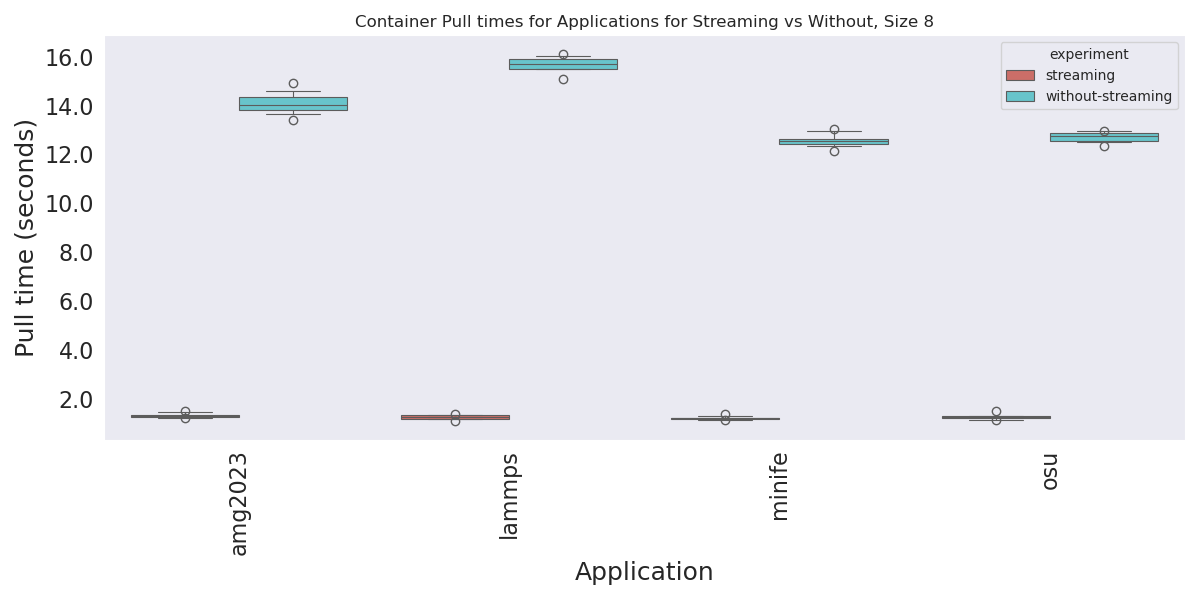 Container Pull times for Applications for Streaming vs Without, Size 8
experiment
streaming
without-streaming
Pull time (seconds)
16.0
14.0
12.0
10.0
8.0
6.0
4.0
2.0
amg2023
lammps
minife
osu
Application